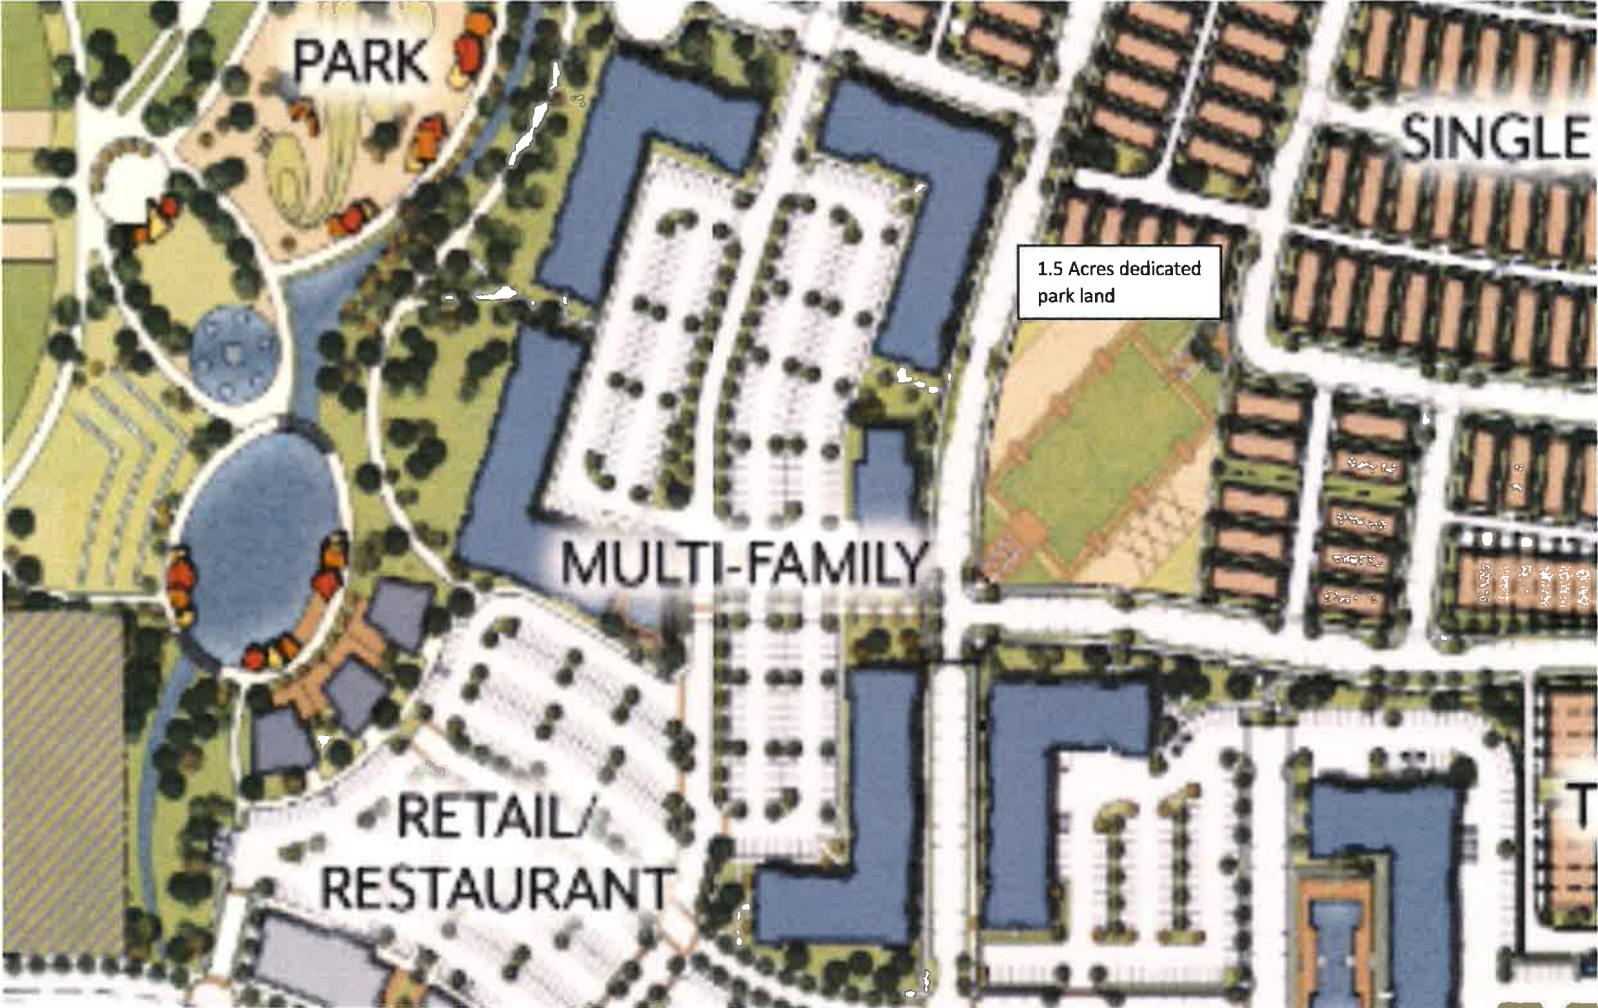 PARK
SINGLE
1.5 Acres dedicated
park land
MULTI-FAMILY
RETAIL/
RESTAURANT
T